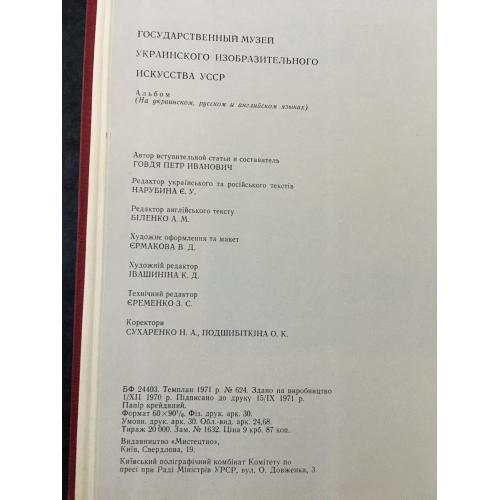 ГОСУДАРСТВЕННЫЙ МУЗЕЙ
УКРАИНСКОГО ИЗОБРАЗИТЕЛЬНОГО
ИСКУССТВА УССР
Альбом
(На украинском, русском и английском языках)
Автор вступительной статьи и составитель
ГОВДЯ ПЕТР ИВАНОВИЧ
Редактор українського та російського текстів
НАРУБИНА Є. У.
Редактор англійського тексту
БІЛЕНКО А. М.
Художнє оформлення та макет
ЄРМАКОВА В. Д.
Художній редактор
ІВАШИНІНА К. Д.
Технічний редактор
ЄРЕМЕНКО З. С.
Коректори
СУХАРЕНКО Н. А., ПОДШИБІТКІНА О. К.
БФ 24403. Темплан 1971 р. № 624. Здано на виробництво
1/XII 1970 р. Підписано до друку 15/IX 1971 р.
Папір крейдяний.
Формат 60×90⅛. Фіз. друк. арк. 30.
Умовн. друк. арк. 30. Обл.-вид. арк. 24,68.
Тираж 20 000. Зам. № 1632. Ціна 9 крб. 87 коп.
Видавництво «Мистецтво»,
Київ, Свердлова, 19.
Київський поліграфічний комбінат Комітету по
пресі при Раді Міністрів УРСР, вул. О. Довженка, 3.